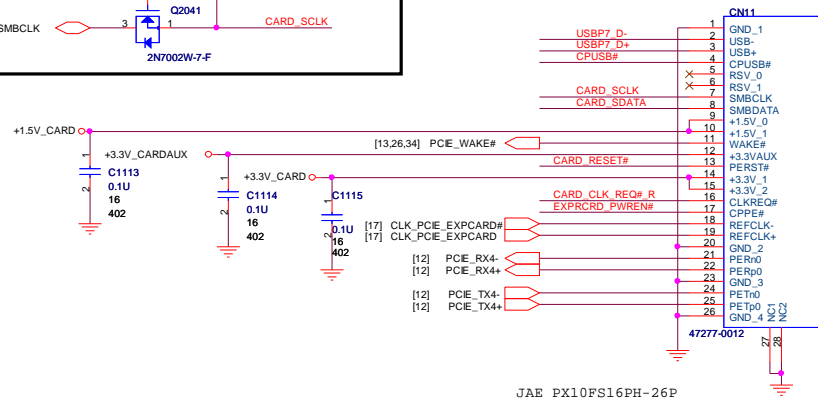 Q2041
SMBCLK 3 1 CARD_SCLK
2N7002W-7-F
CN11
1 GND_1
USBP7_D- 2 USB-
USBP7_D+ 3 USB+
CPUSB# 4 CPUSB#
5 RSV_0
6 RSV_1
CARD_SCLK 7 SMBCLK
CARD_SDATA 8 SMBDATA
9 +1.5V_0
+1.5V_CARD 10 +1.5V_1
[13,26,34] PCIE_WAKE# 11 WAKE#
+3.3V_CARDAUX 12 +3.3VAUX
CARD_RESET# 13 PERST#
+3.3V_CARD 14 +3.3V_1
15 +3.3V_2
CARD_CLK_REQ#_R 16 CLKREQ#
EXPRCRD_PWREN# 17 CPPE#
[17] CLK_PCIE_EXPCARD# 18 REFCLK-
[17] CLK_PCIE_EXPCARD 19 REFCLK+
20 GND_2
[12] PCIE_RX4- 21 PERn0
[12] PCIE_RX4+ 22 PERp0
23 GND_3
[12] PCIE_TX4- 24 PETn0
[12] PCIE_TX4+ 25 PETp0
26 GND_4
NC1
NC2
27
28
47277-0012
1
C1113
0.1U
2
16
402
1
C1114
0.1U
2
16
402
1
C1115
0.1U
2
16
402
JAE PX10FS16PH-26P